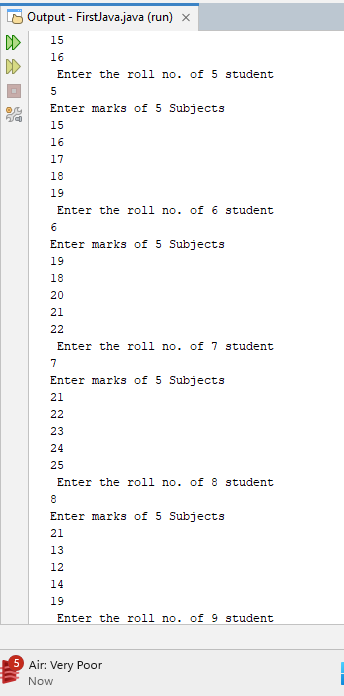 Output - FirstJava.java (run) ×
15
16
Enter the roll no. of 5 student
5
Enter marks of 5 Subjects
15
16
17
18
19
Enter the roll no. of 6 student
6
Enter marks of 5 Subjects
19
18
20
21
22
Enter the roll no. of 7 student
7
Enter marks of 5 Subjects
21
22
23
24
25
Enter the roll no. of 8 student
8
Enter marks of 5 Subjects
21
13
12
14
19
Enter the roll no. of 9 student
5
Air: Very Poor
Now